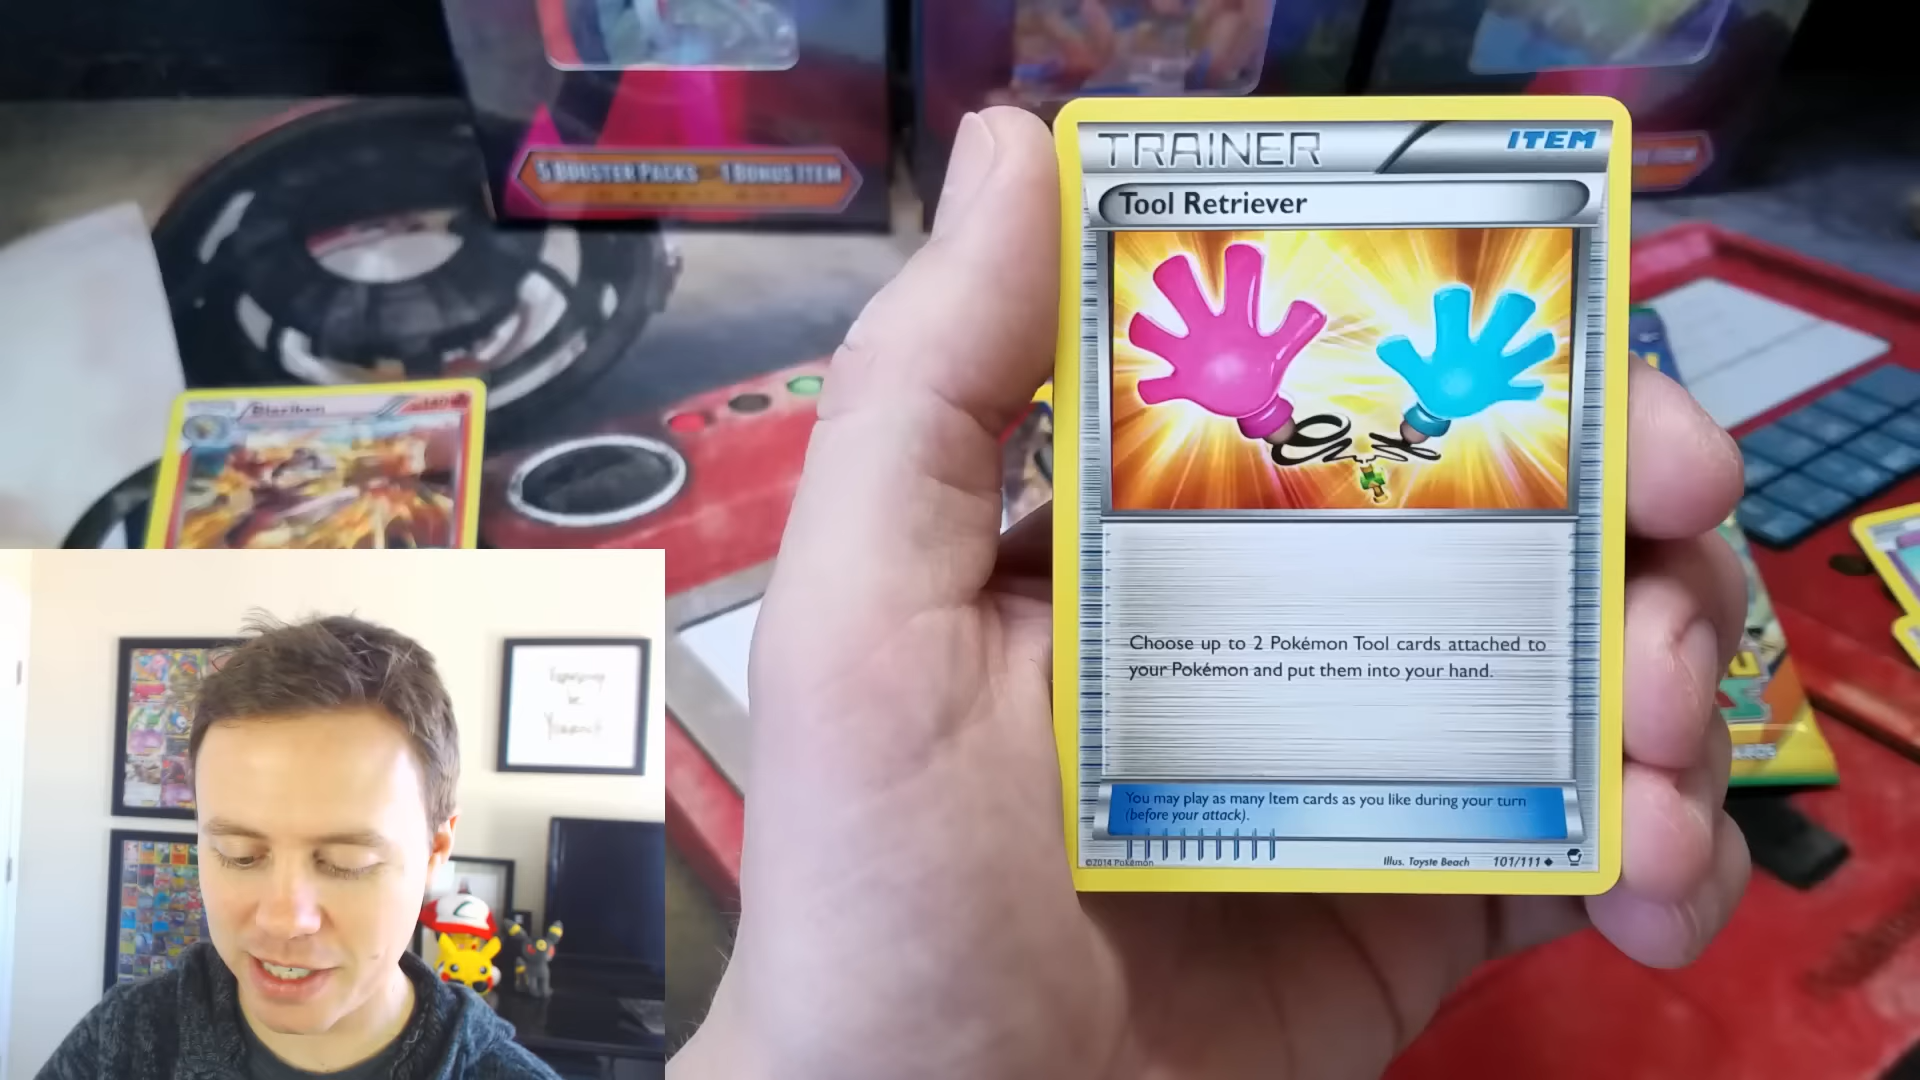 5 BOOSTER PACKS 1 BONUS ITEM
TRAINER
ITEM
Tool Retriever
Choose up to 2 Pokémon Tool cards attached to
your Pokémon and put them into your hand.
You may play as many Item cards as you like during your turn
(before your attack).
©2014 Pokémon
Illus. Toyste Beach
101/111
Blaziken